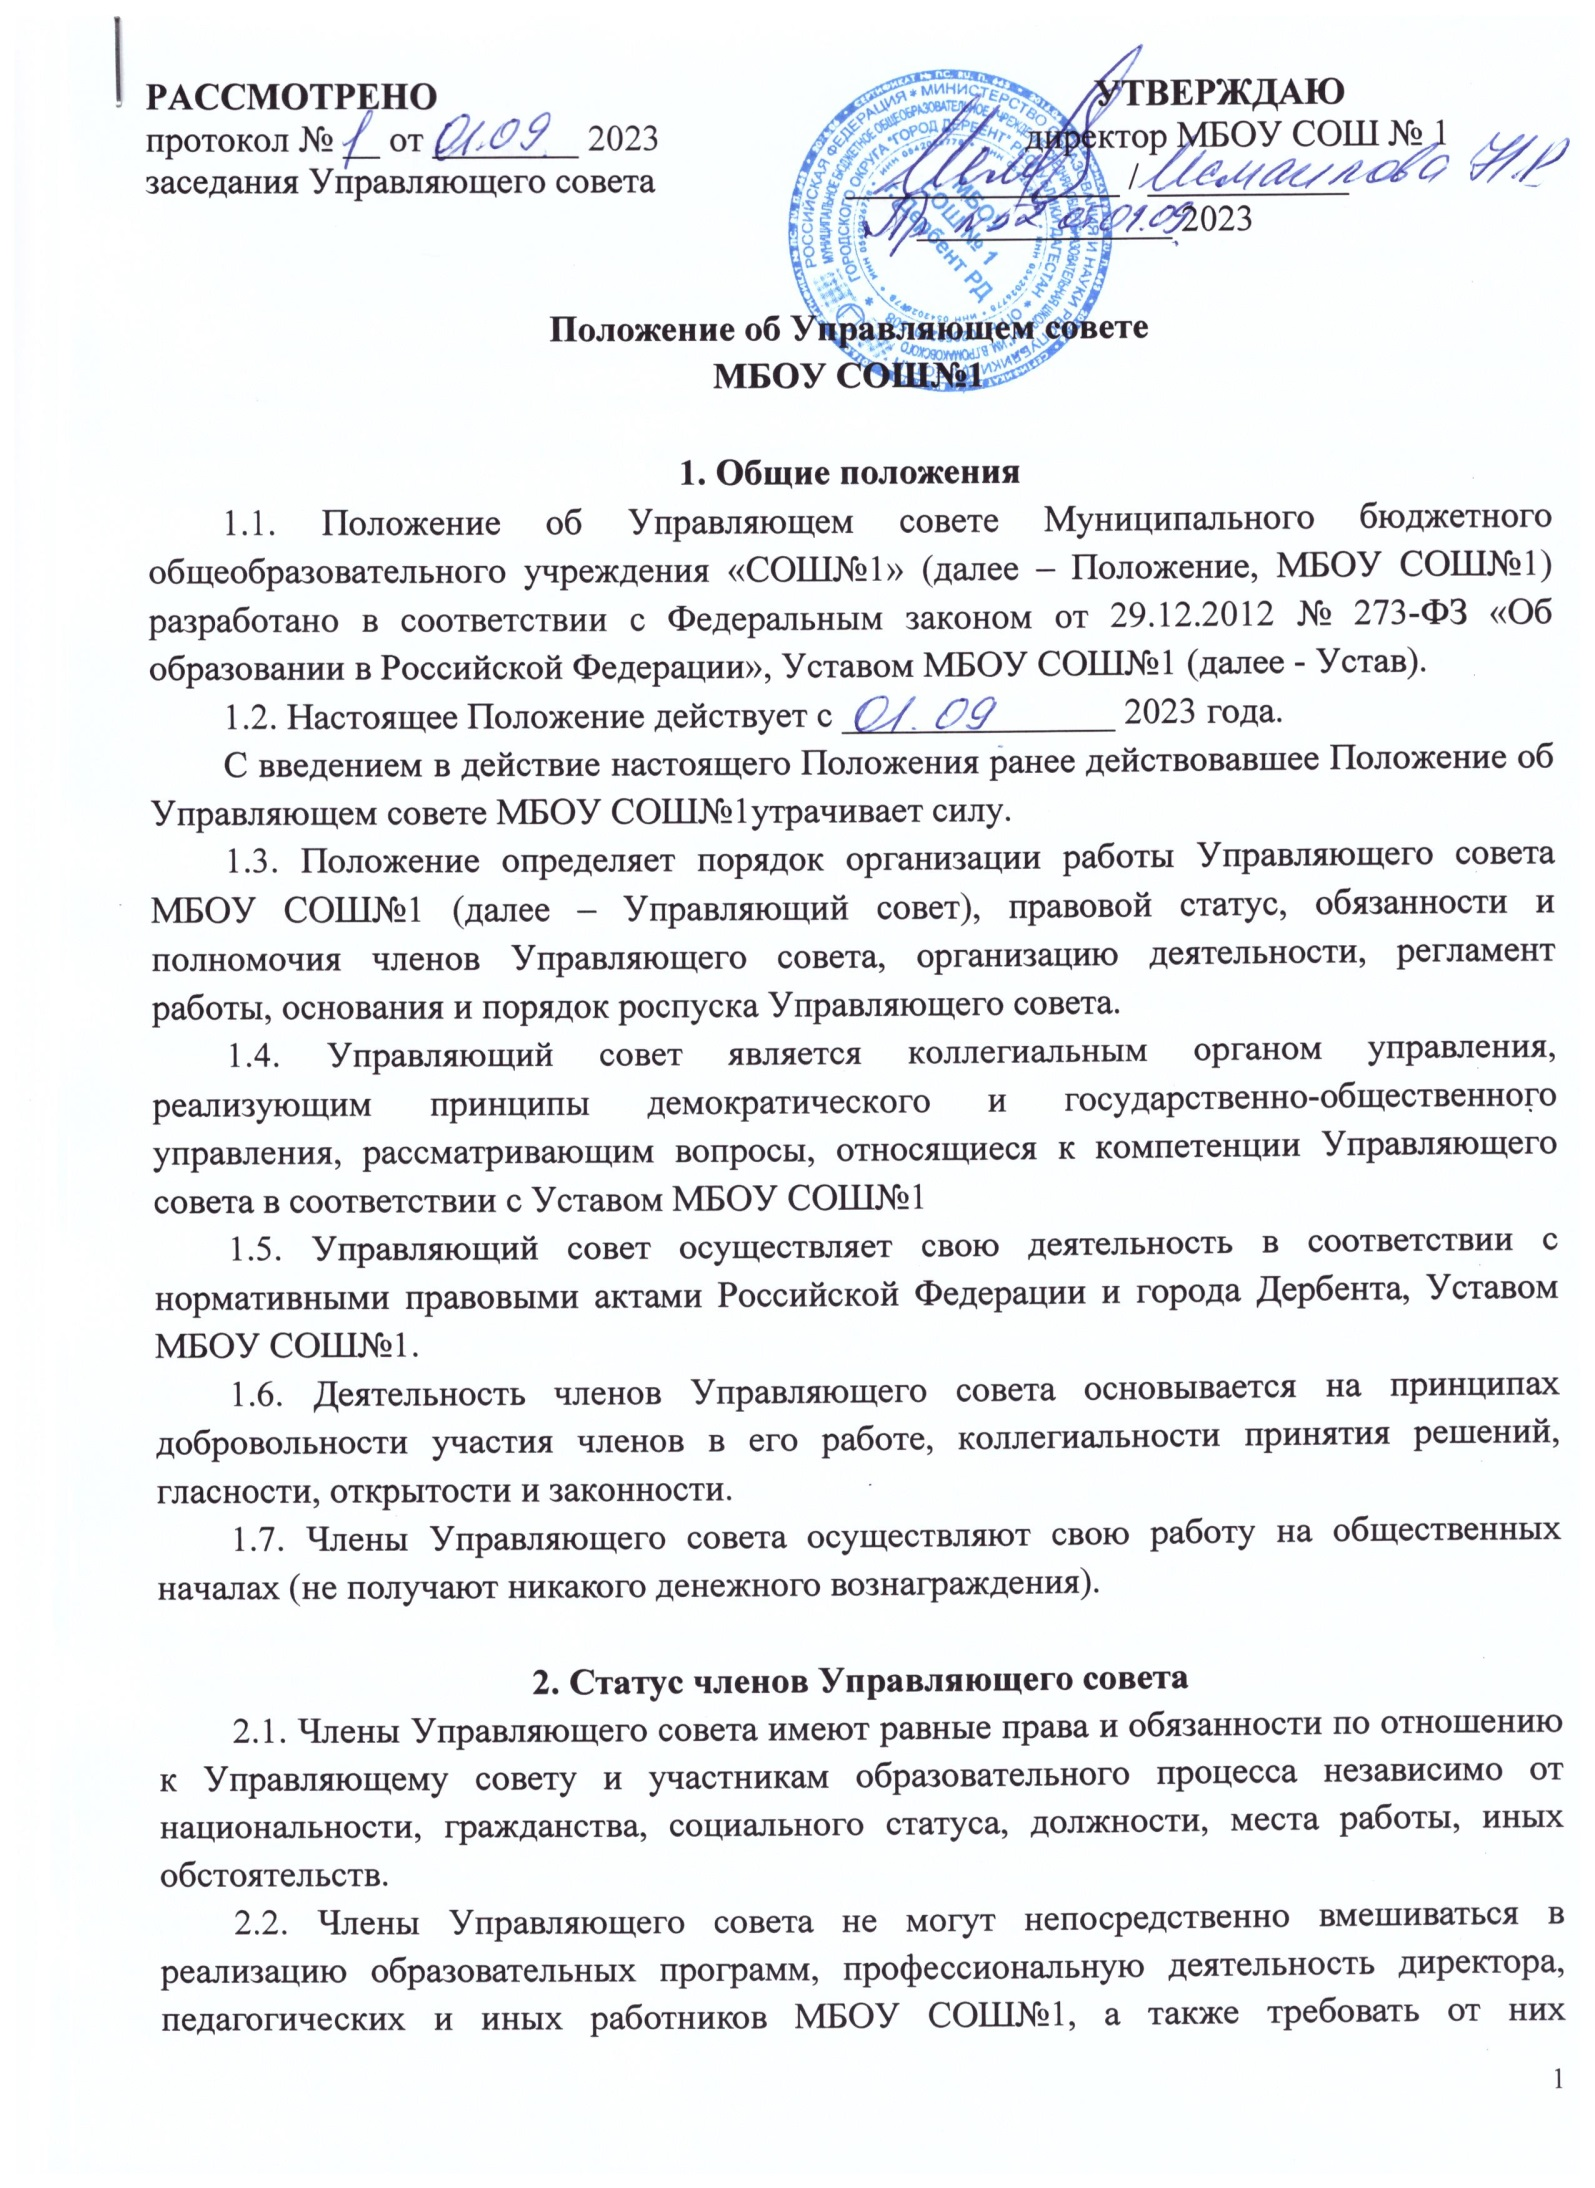 РАССМОТРЕНО
протокол № 1 от 01.09 2023
заседания Управляющего совета
УТВЕРЖДАЮ
директор МБОУ СОШ № 1
/ Исмаилова Н.Р
Пр №2 от 01.09 2023
МБОУ
СОШ № 1
Дербент РД
Положение об Управляющем совете
МБОУ СОШ№1
1. Общие положения
1.1. Положение об Управляющем совете Муниципального бюджетного
общеобразовательного учреждения «СОШ№1» (далее – Положение, МБОУ СОШ№1)
разработано в соответствии с Федеральным законом от 29.12.2012 № 273-ФЗ «Об
образовании в Российской Федерации», Уставом МБОУ СОШ№1 (далее - Устав).
1.2. Настоящее Положение действует с 01.09 2023 года.
С введением в действие настоящего Положения ранее действовавшее Положение об
Управляющем совете МБОУ СОШ№1утрачивает силу.
1.3. Положение определяет порядок организации работы Управляющего совета
МБОУ СОШ№1 (далее – Управляющий совет), правовой статус, обязанности и
полномочия членов Управляющего совета, организацию деятельности, регламент
работы, основания и порядок роспуска Управляющего совета.
1.4. Управляющий совет является коллегиальным органом управления,
реализующим принципы демократического и государственно-общественного
управления, рассматривающим вопросы, относящиеся к компетенции Управляющего
совета в соответствии с Уставом МБОУ СОШ№1
1.5. Управляющий совет осуществляет свою деятельность в соответствии с
нормативными правовыми актами Российской Федерации и города Дербента, Уставом
МБОУ СОШ№1.
1.6. Деятельность членов Управляющего совета основывается на принципах
добровольности участия членов в его работе, коллегиальности принятия решений,
гласности, открытости и законности.
1.7. Члены Управляющего совета осуществляют свою работу на общественных
началах (не получают никакого денежного вознаграждения).
2. Статус членов Управляющего совета
2.1. Члены Управляющего совета имеют равные права и обязанности по отношению
к Управляющему совету и участникам образовательного процесса независимо от
национальности, гражданства, социального статуса, должности, места работы, иных
обстоятельств.
2.2. Члены Управляющего совета не могут непосредственно вмешиваться в
реализацию образовательных программ, профессиональную деятельность директора,
педагогических и иных работников МБОУ СОШ№1, а также требовать от них
1